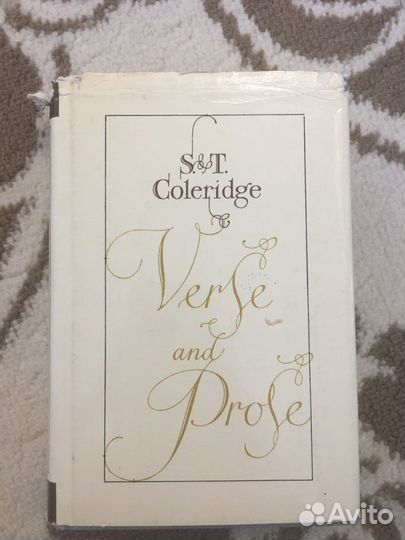 S.T.
Coleridge
Verse
and
Prose
Avito